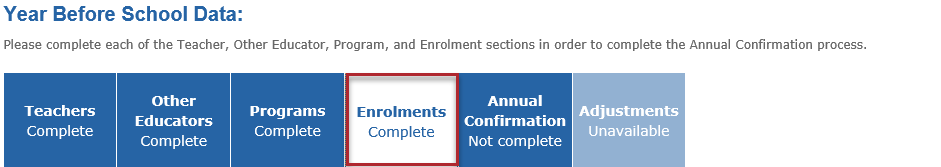 Year Before School Data:
Please complete each of the Teacher, Other Educator, Program, and Enrolment sections in order to complete the Annual Confirmation process.
Teachers
Complete
Other
Educators
Complete
Programs
Complete
Enrolments
Complete
Annual
Confirmation
Not complete
Adjustments
Unavailable